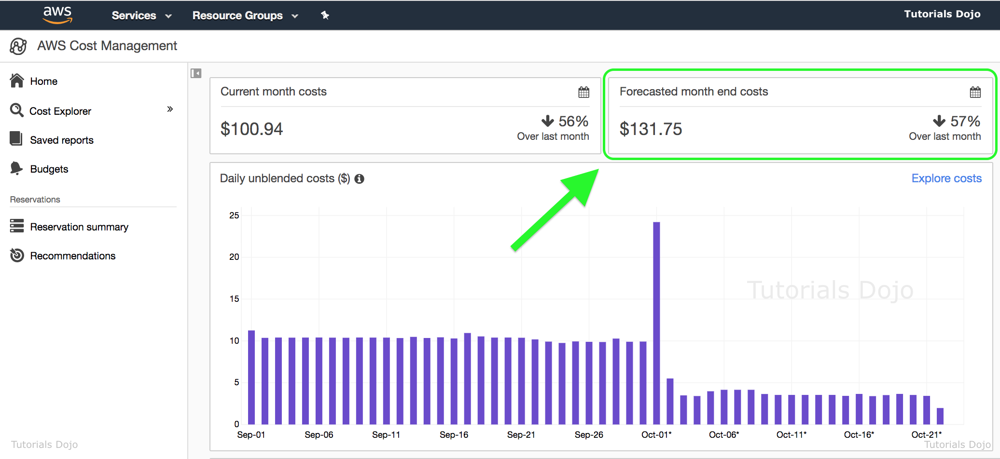 aws Services Resource Groups Tutorials Dojo
AWS Cost Management
Home
Cost Explorer »
Saved reports
Budgets
Reservations
Reservation summary
Recommendations
Current month costs
$100.94
56%
Over last month
Forecasted month end costs
$131.75
57%
Over last month
Daily unblended costs ($)
Explore costs
25
20
15
10
5
0
Sep-01 Sep-06 Sep-11 Sep-16 Sep-21 Sep-26 Oct-01* Oct-06* Oct-11* Oct-16* Oct-21*
Tutorials Dojo
Tutorials Dojo
Tutorials Dojo